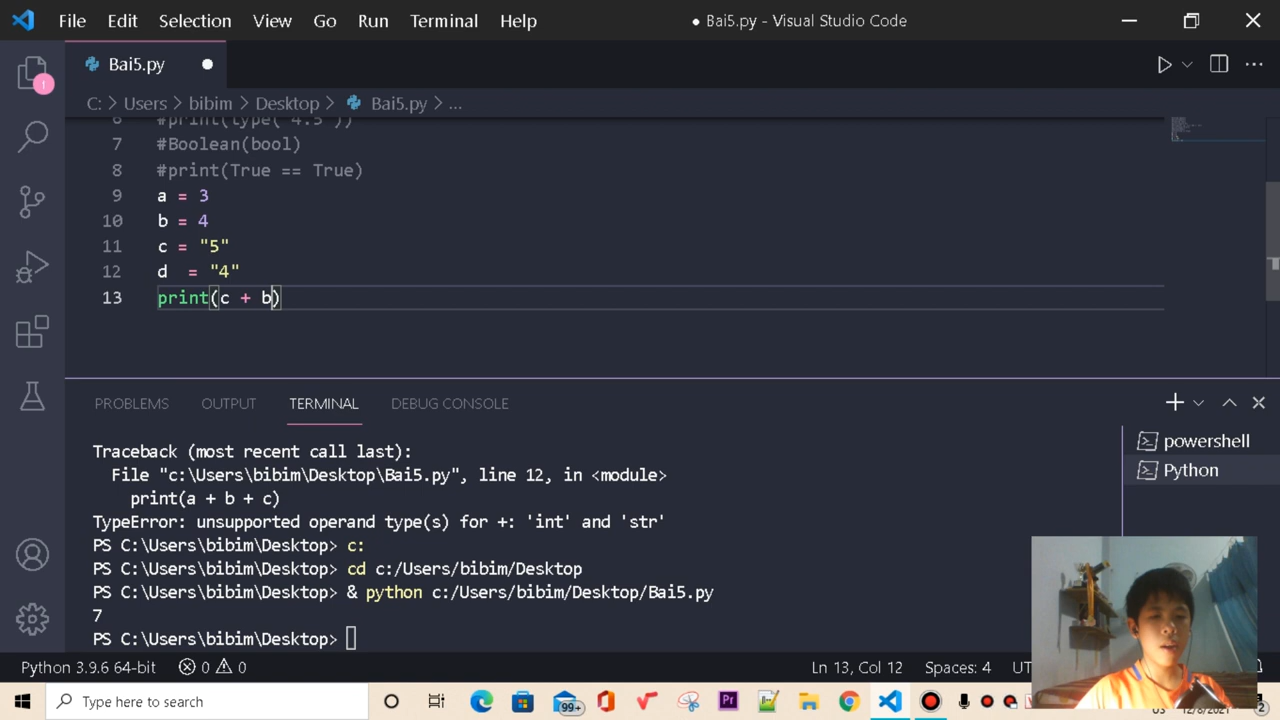 File Edit Selection View Go Run Terminal Help ● Bai5.py - Visual Studio Code
Bai5.py
C: > Users > bibim > Desktop > Bai5.py > ...
1
6 #print(type( 4.5 ))
7 #Boolean(bool)
8 #print(True == True)
9 a = 3
10 b = 4
11 c = "5"
12 d  = "4"
13 print(c + b)
PROBLEMS OUTPUT TERMINAL DEBUG CONSOLE
Traceback (most recent call last):
File "c:\Users\bibim\Desktop\Bai5.py", line 12, in <module>
print(a + b + c)
TypeError: unsupported operand type(s) for +: 'int' and 'str'
PS C:\Users\bibim\Desktop> c:
PS C:\Users\bibim\Desktop> cd c:/Users/bibim/Desktop
PS C:\Users\bibim\Desktop> & python c:/Users/bibim/Desktop/Bai5.py
7
PS C:\Users\bibim\Desktop>
powershell
Python
Python 3.9.6 64-bit 0 0 Ln 13, Col 12 Spaces: 4
Type here to search 99+ Pr 2